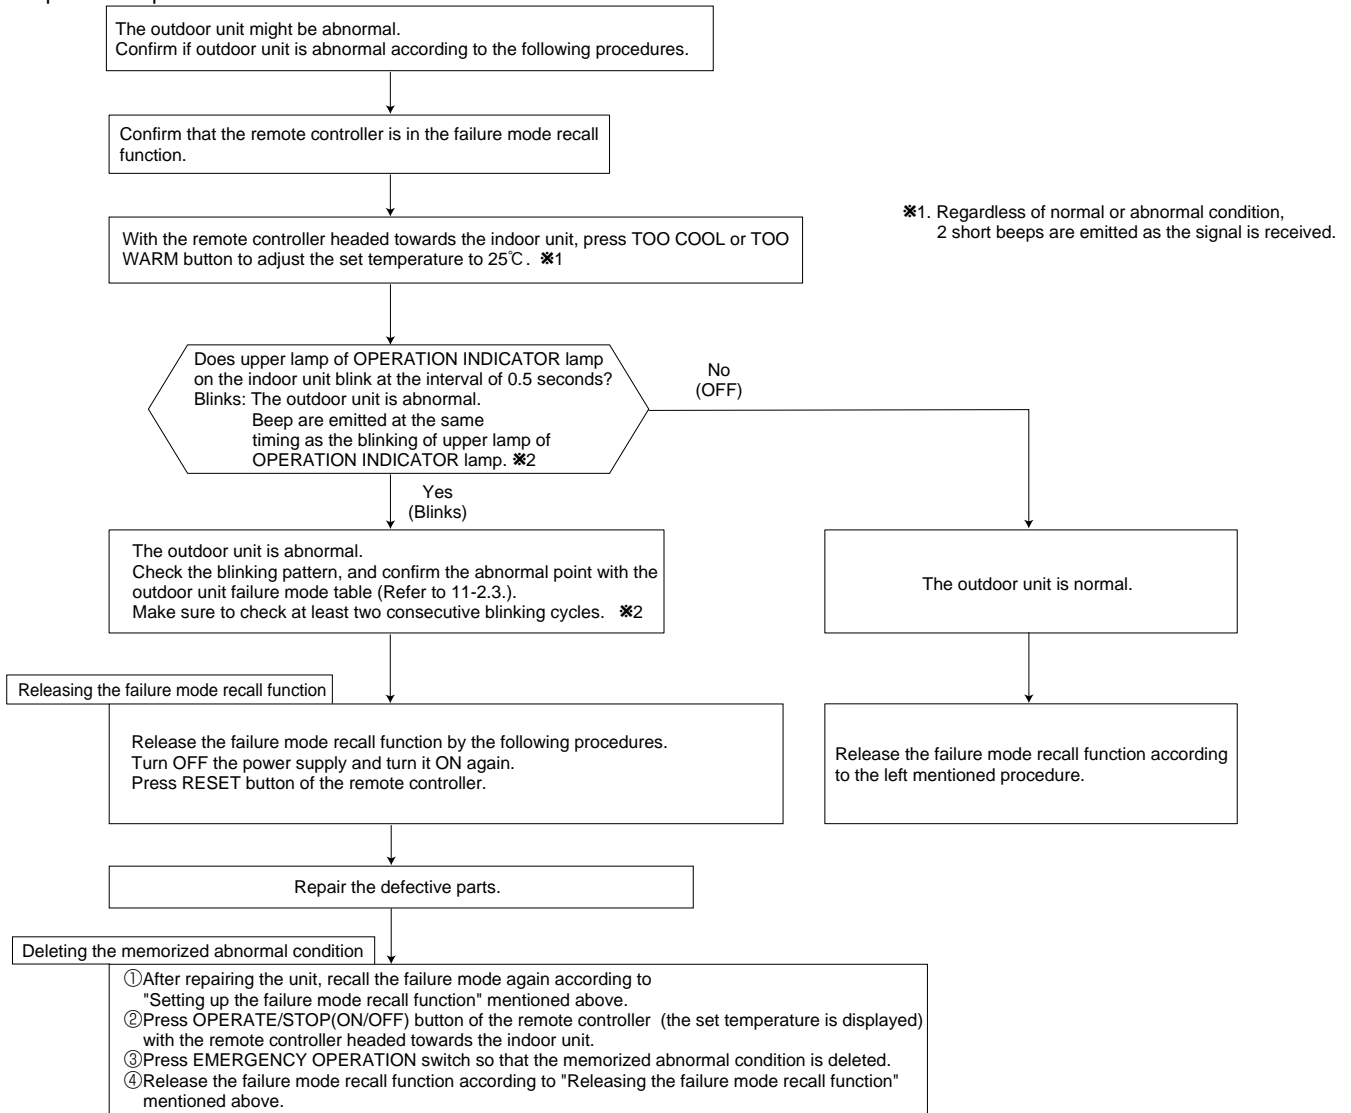 The outdoor unit might be abnormal.
Confirm if outdoor unit is abnormal according to the following procedures.
Confirm that the remote controller is in the failure mode recall
function.
With the remote controller headed towards the indoor unit, press TOO COOL or TOO
WARM button to adjust the set temperature to 25℃. ※1
※1. Regardless of normal or abnormal condition,
2 short beeps are emitted as the signal is received.
Does upper lamp of OPERATION INDICATOR lamp
on the indoor unit blink at the interval of 0.5 seconds?
Blinks: The outdoor unit is abnormal.
Beep are emitted at the same
timing as the blinking of upper lamp of
OPERATION INDICATOR lamp. ※2
No
(OFF)
Yes
(Blinks)
The outdoor unit is abnormal.
Check the blinking pattern, and confirm the abnormal point with the
outdoor unit failure mode table (Refer to 11-2.3.).
Make sure to check at least two consecutive blinking cycles. ※2
The outdoor unit is normal.
Releasing the failure mode recall function
Release the failure mode recall function by the following procedures.
Turn OFF the power supply and turn it ON again.
Press RESET button of the remote controller.
Release the failure mode recall function according
to the left mentioned procedure.
Repair the defective parts.
Deleting the memorized abnormal condition
①After repairing the unit, recall the failure mode again according to
"Setting up the failure mode recall function" mentioned above.
②Press OPERATE/STOP(ON/OFF) button of the remote controller (the set temperature is displayed)
with the remote controller headed towards the indoor unit.
③Press EMERGENCY OPERATION switch so that the memorized abnormal condition is deleted.
④Release the failure mode recall function according to "Releasing the failure mode recall function"
mentioned above.